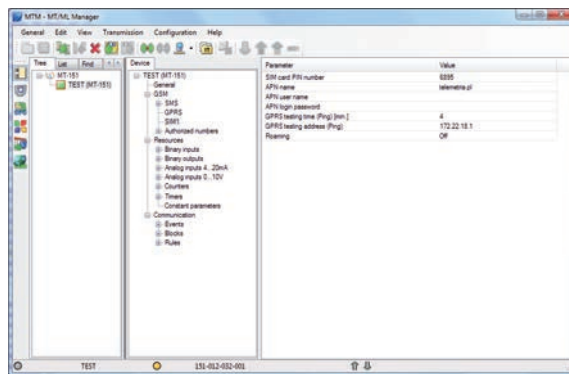 MTM - MT/ML Manager
General Edit View Transmission Configuration Help
Tree List Find
MT-151
TEST (MT-151)
Device
TEST (MT-151)
General
GSM
SMS
GPRS
SIM1
Authorized numbers
Resources
Binary inputs
Binary outputs
Analog inputs 4...20mA
Analog inputs 0...10V
Counters
Timers
Constant parameters
Communication
Events
Blocks
Rules
Parameter Value
SIM card PIN number 6895
APN name telemetria.pl
APN user name
APN login password
GPRS testing time (Ping) [min.] 4
GPRS testing address (Ping) 172.22.18.1
Roaming Off
TEST 151-012-032-001